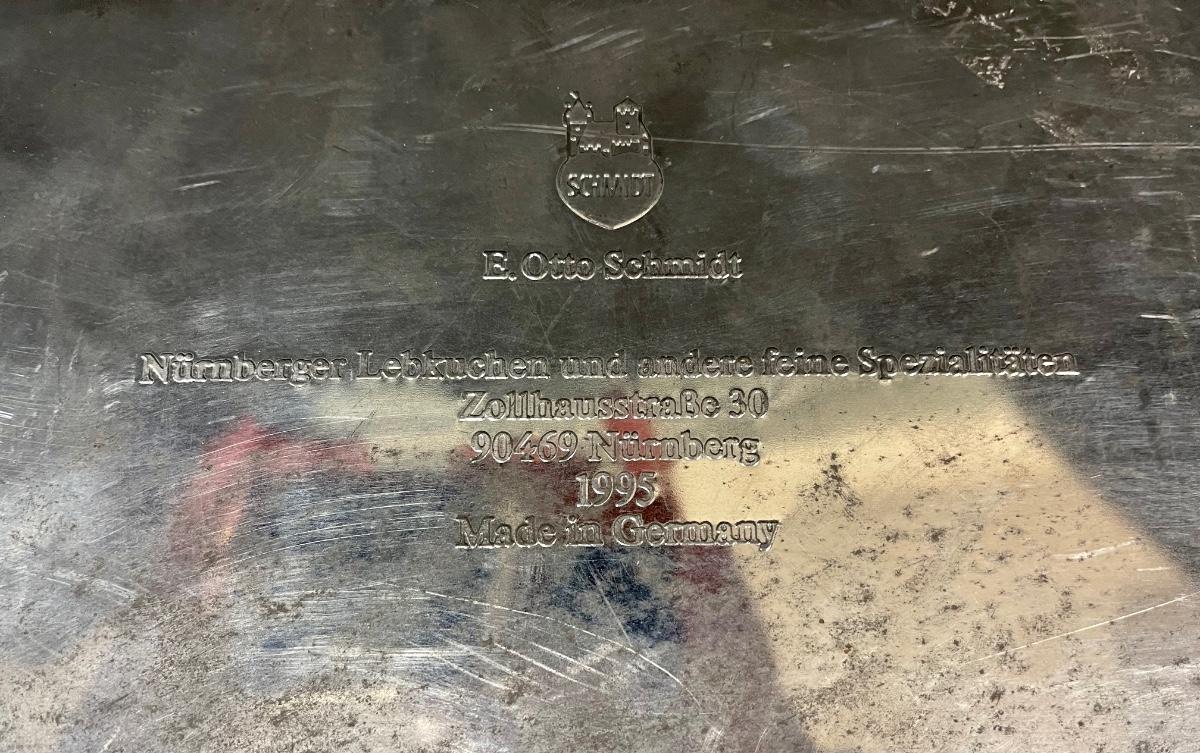 SCHMIDT
E. Otto Schmidt
Nürnberger Lebkuchen und andere feine Spezialitäten
Zollhausstraße 30
90469 Nürnberg
1995
Made in Germany